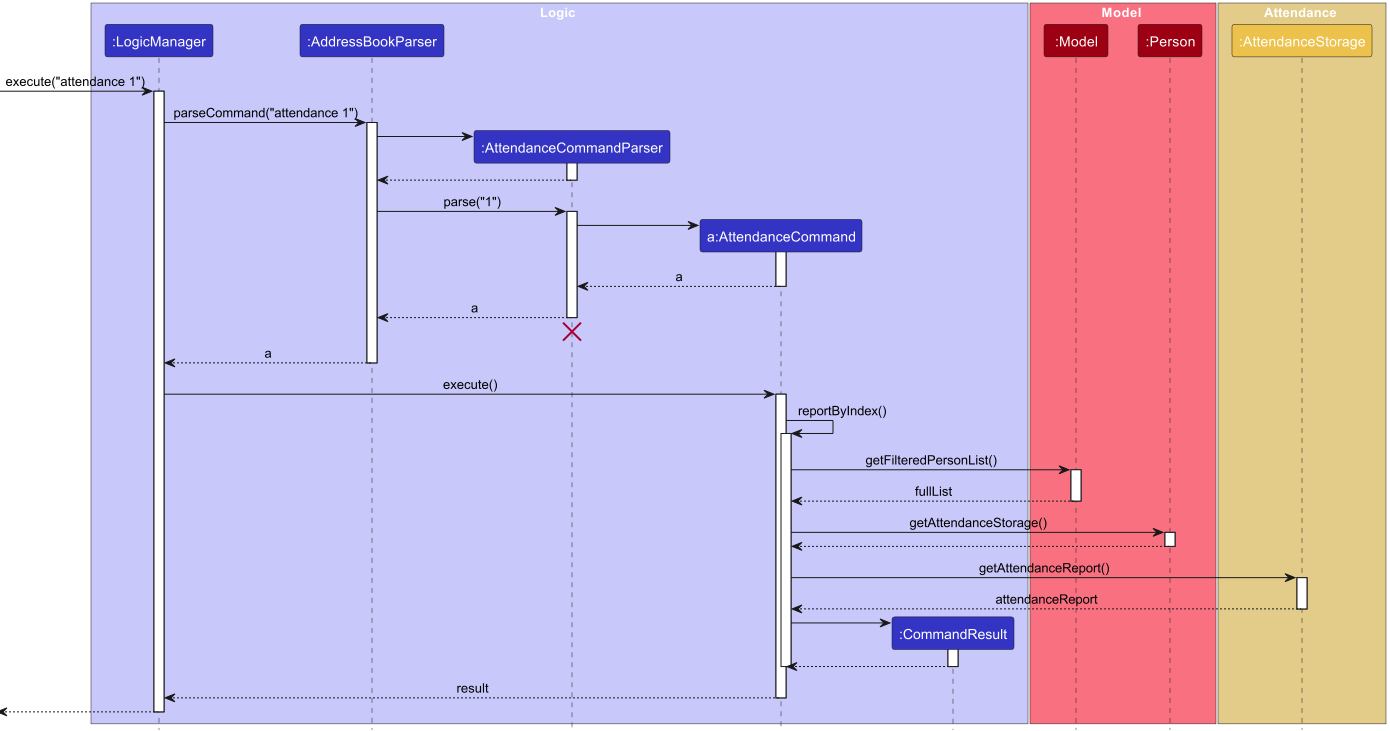 Logic
Model
Attendance
:LogicManager
:AddressBookParser
:Model
:Person
:AttendanceStorage
execute("attendance 1")
parseCommand("attendance 1")
:AttendanceCommandParser
parse("1")
a:AttendanceCommand
a
a
a
execute()
reportByIndex()
getFilteredPersonList()
fullList
getAttendanceStorage()
getAttendanceReport()
attendanceReport
:CommandResult
result